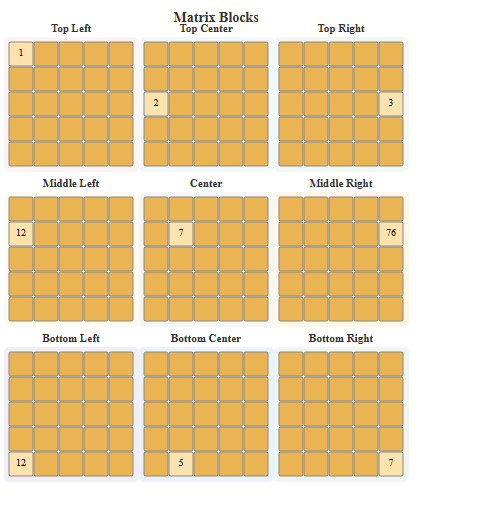 Matrix Blocks
Top Left Top Center Top Right
1
2 3
Middle Left Center Middle Right
12 7 76
Bottom Left Bottom Center Bottom Right
12 5 7